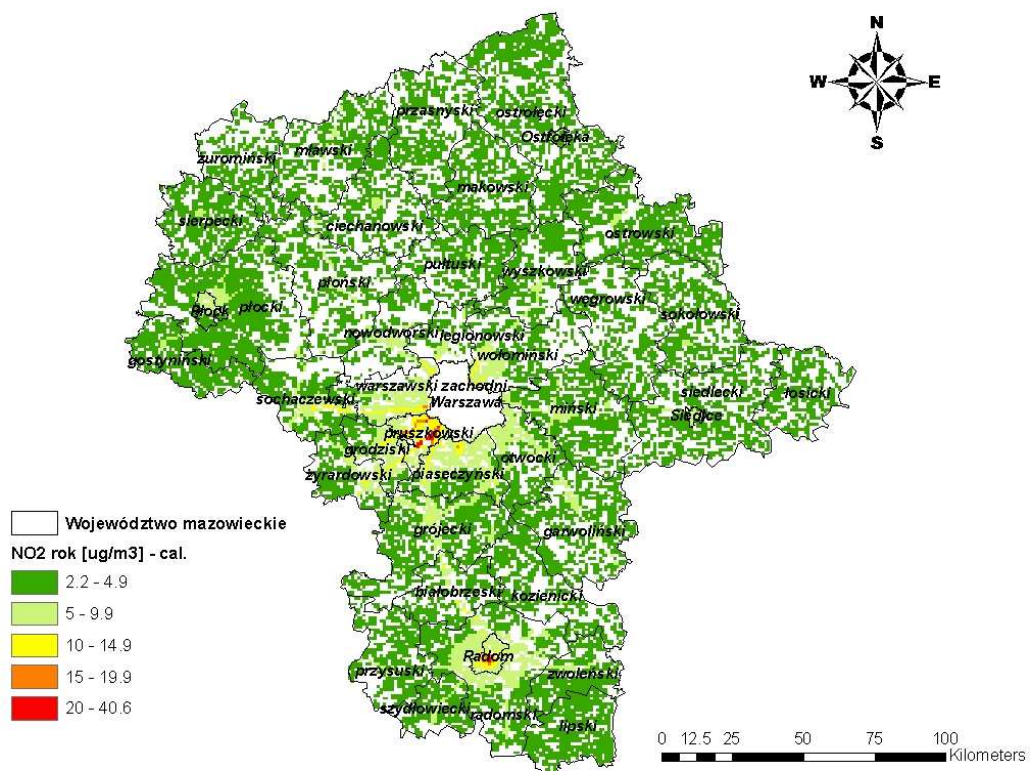 N
W
E
S
przasnyski
ostrołęcki
Ostrołęka
żuromiński
mławski
makowski
sierpecki
ciechanowski
ostrowski
pułtuski
wyszkowski
płoński
węgrowski
Płock
płocki
sokołowski
nowodworski
legionowski
wołomiński
gostyniński
warszawski zachodni
siedlecki
łosicki
sochaczewski
Warszawa
miński
Siedlce
pruszkowski
grodziski
otwocki
żyrardowski
piaseczyński
grójecki
garwoliński
białobrzeski
kozienicki
Radom
przysuski
zwoleński
szydłowiecki
radomski
lipski
Województwo mazowieckie
NO2 rok [ug/m3] - cal.
2.2 - 4.9
5 - 9.9
10 - 14.9
15 - 19.9
20 - 40.6
0 12.5 25 50 75 100
Kilometers